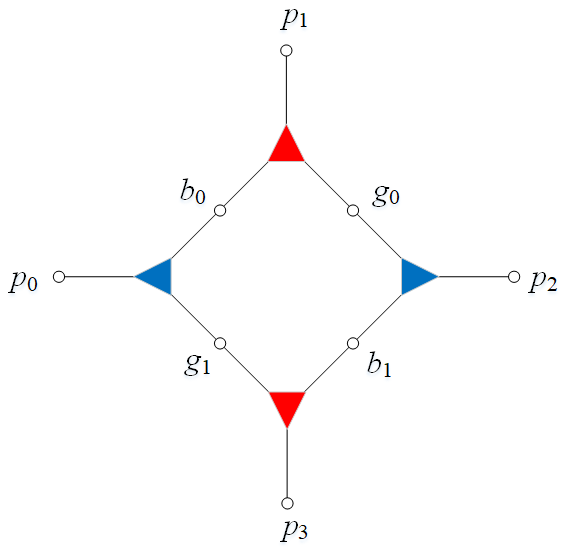 p₁
b₀ g₀
p₀ p₂
g₁ b₁
p₃